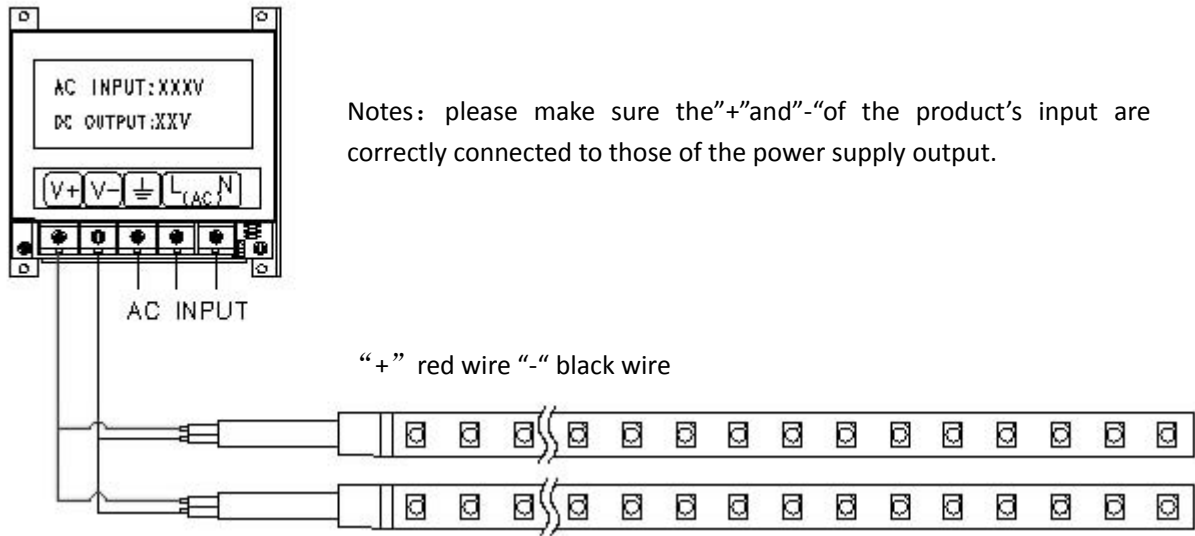 AC INPUT:XXXV
DC OUTPUT:XXV
V+ V- L(AC)N
AC INPUT
Notes：please make sure the”+”and”-“of the product’s input are
correctly connected to those of the power supply output.
“+” red wire “-“ black wire